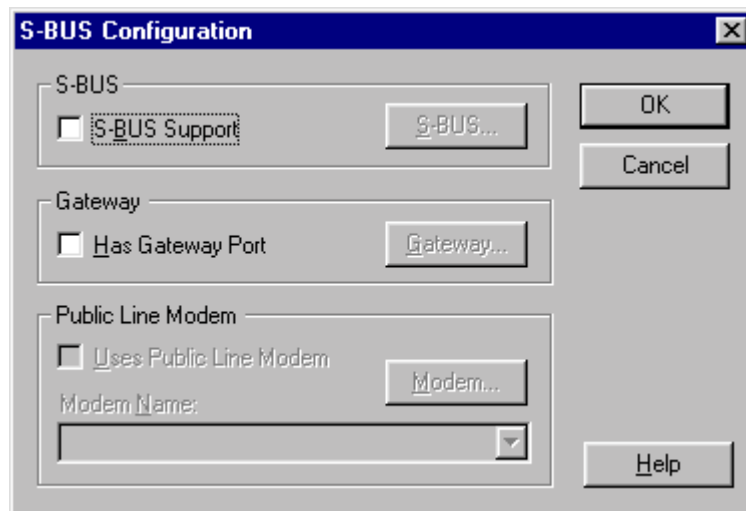 S-BUS Configuration
S-BUS
S-BUS Support
S-BUS...
OK
Cancel
Gateway
Has Gateway Port
Gateway...
Public Line Modem
Uses Public Line Modem
Modem...
Modem Name:
Help